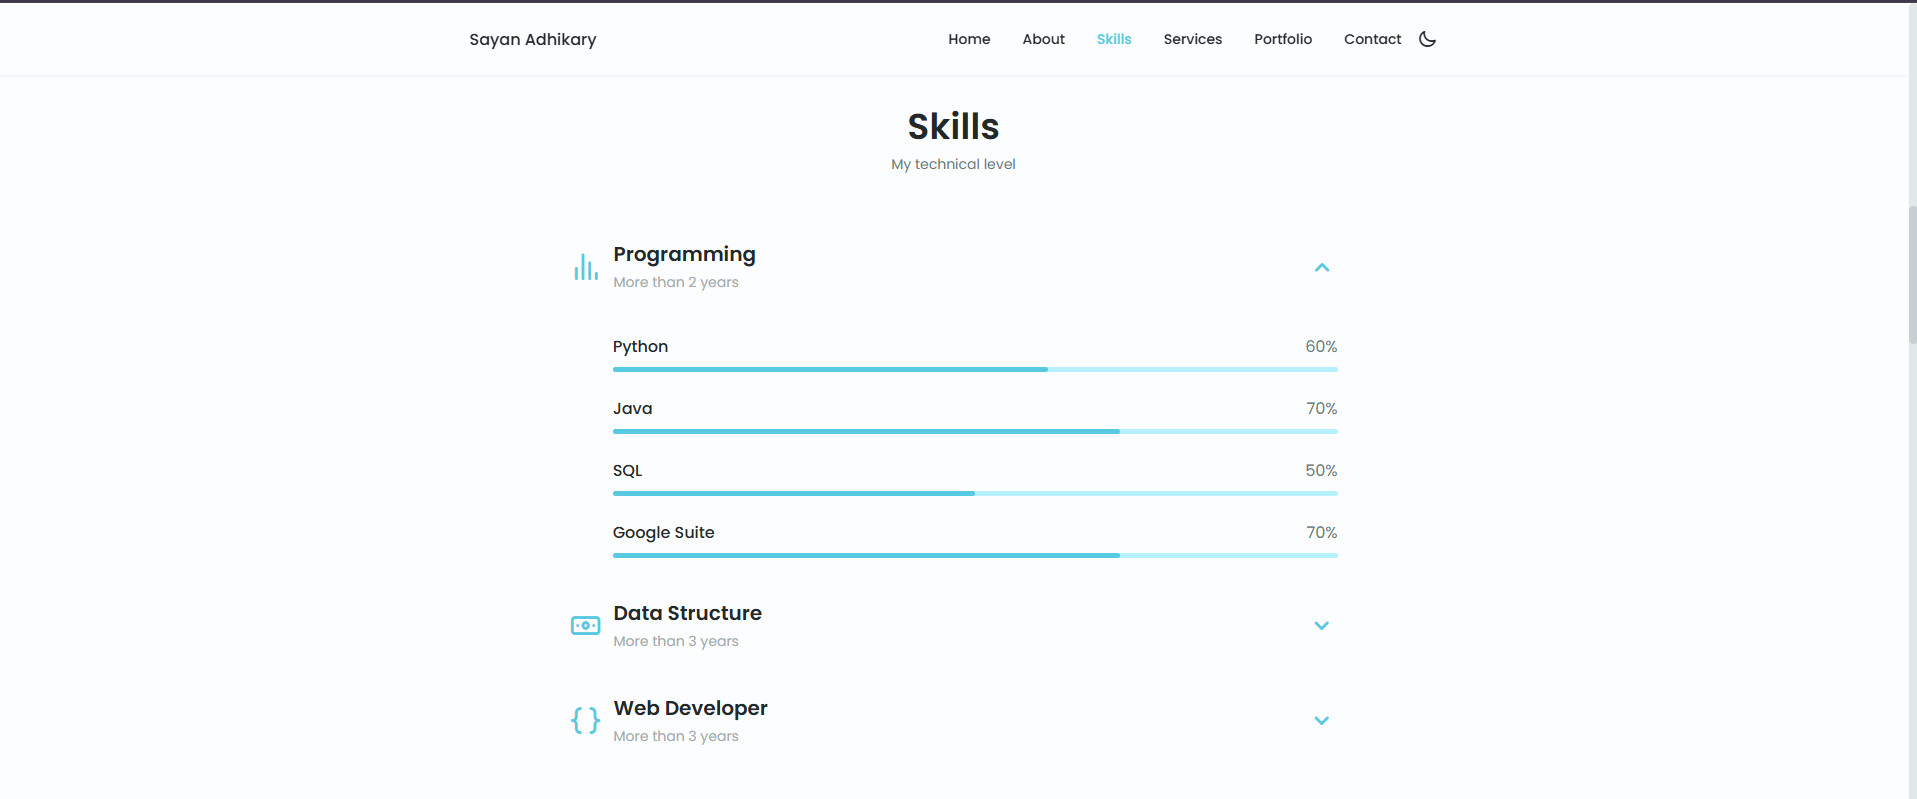 Sayan Adhikary
Home About Skills Services Portfolio Contact
Skills
My technical level
Programming
More than 2 years
Python 60%
Java 70%
SQL 50%
Google Suite 70%
Data Structure
More than 3 years
Web Developer
More than 3 years